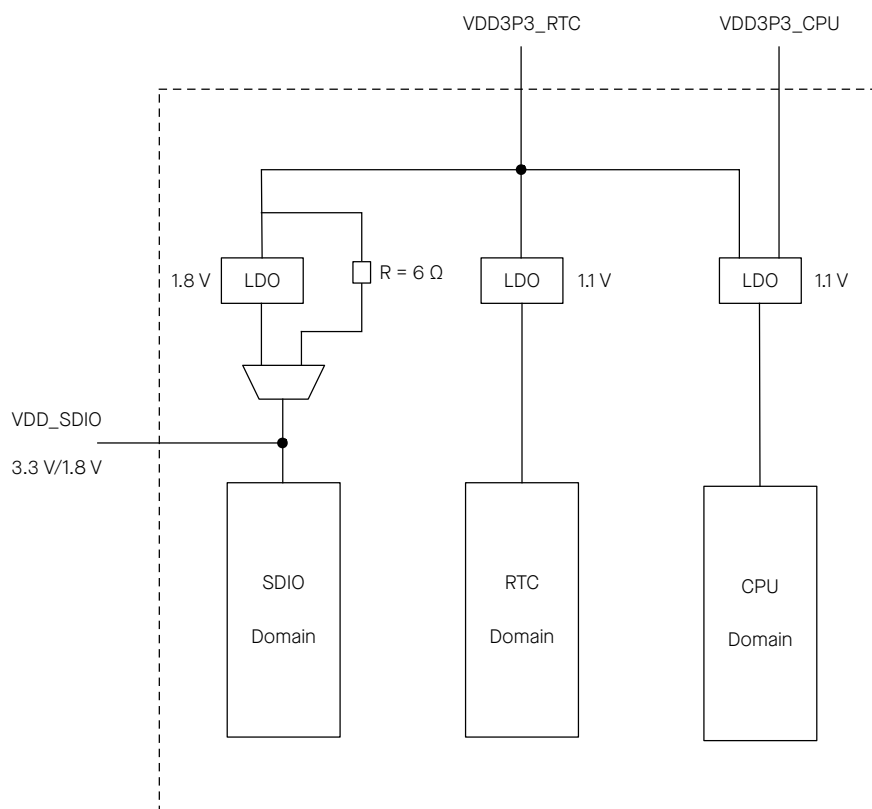 VDD3P3_RTC
VDD3P3_CPU
1.8 V
LDO
R = 6 Ω
LDO
1.1 V
LDO
1.1 V
VDD_SDIO
3.3 V/1.8 V
SDIO
Domain
RTC
Domain
CPU
Domain